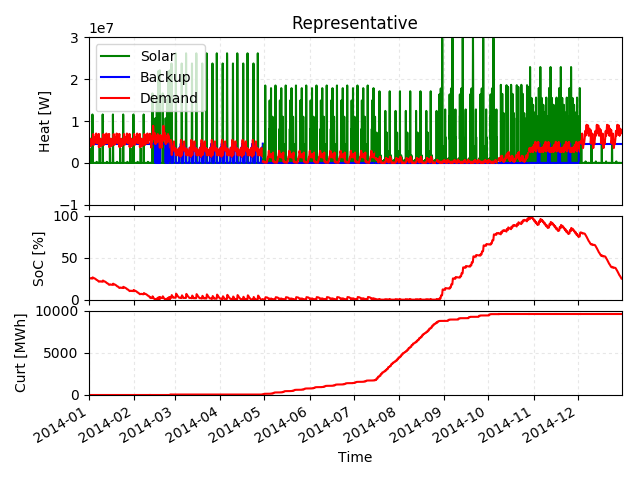 Representative
1e7
3
2
1
0
−1
Heat [W]
Solar
Backup
Demand
100
50
0
SoC [%]
10000
5000
0
Curt [MWh]
2014-01
2014-02
2014-03
2014-04
2014-05
2014-06
2014-07
2014-08
2014-09
2014-10
2014-11
2014-12
Time